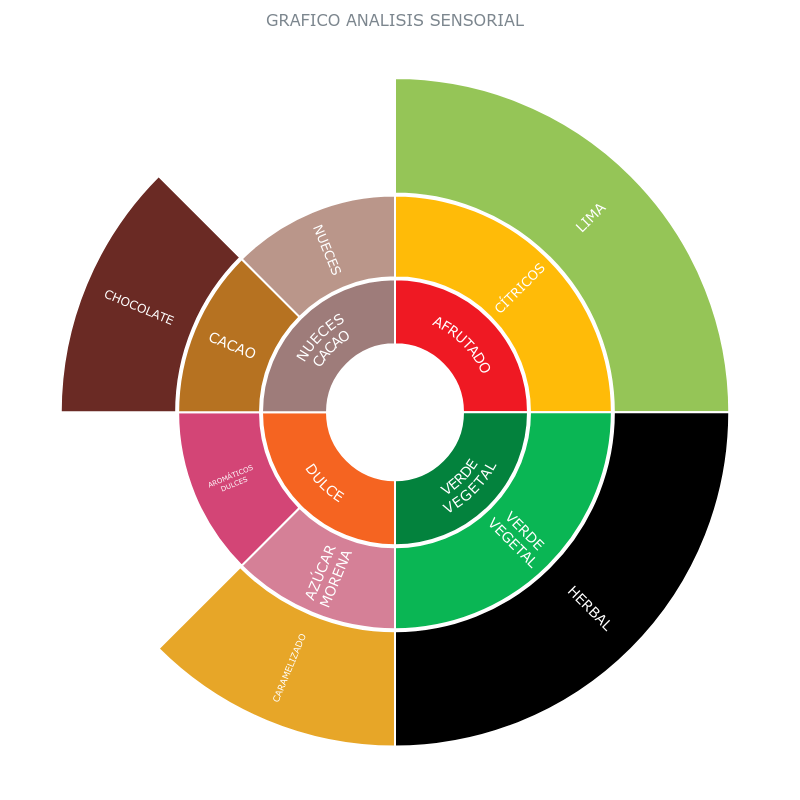 GRAFICO ANALISIS SENSORIAL
LIMA
CÍTRICOS
AFRUTADO
NUECES
CHOCOLATE
CACAO
NUECES
CACAO
AROMÁTICOS
DULCES
DULCE
AZÚCAR
MORENA
CARAMELIZADO
VERDE
VEGETAL
VERDE
VEGETAL
HERBAL